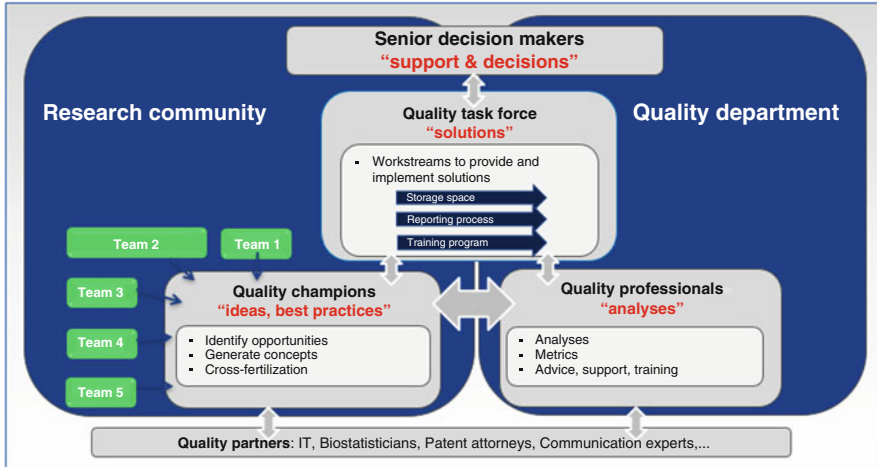 Senior decision makers
“support & decisions”
Research community
Quality department
Quality task force
“solutions”
▪ Workstreams to provide and
implement solutions
Storage space
Reporting process
Training program
Team 2
Team 1
Team 3
Team 4
Team 5
Quality champions
“ideas, best practices”
▪ Identify opportunities
▪ Generate concepts
▪ Cross-fertilization
Quality professionals
“analyses”
▪ Analyses
▪ Metrics
▪ Advice, support, training
Quality partners: IT, Biostatisticians, Patent attorneys, Communication experts,...